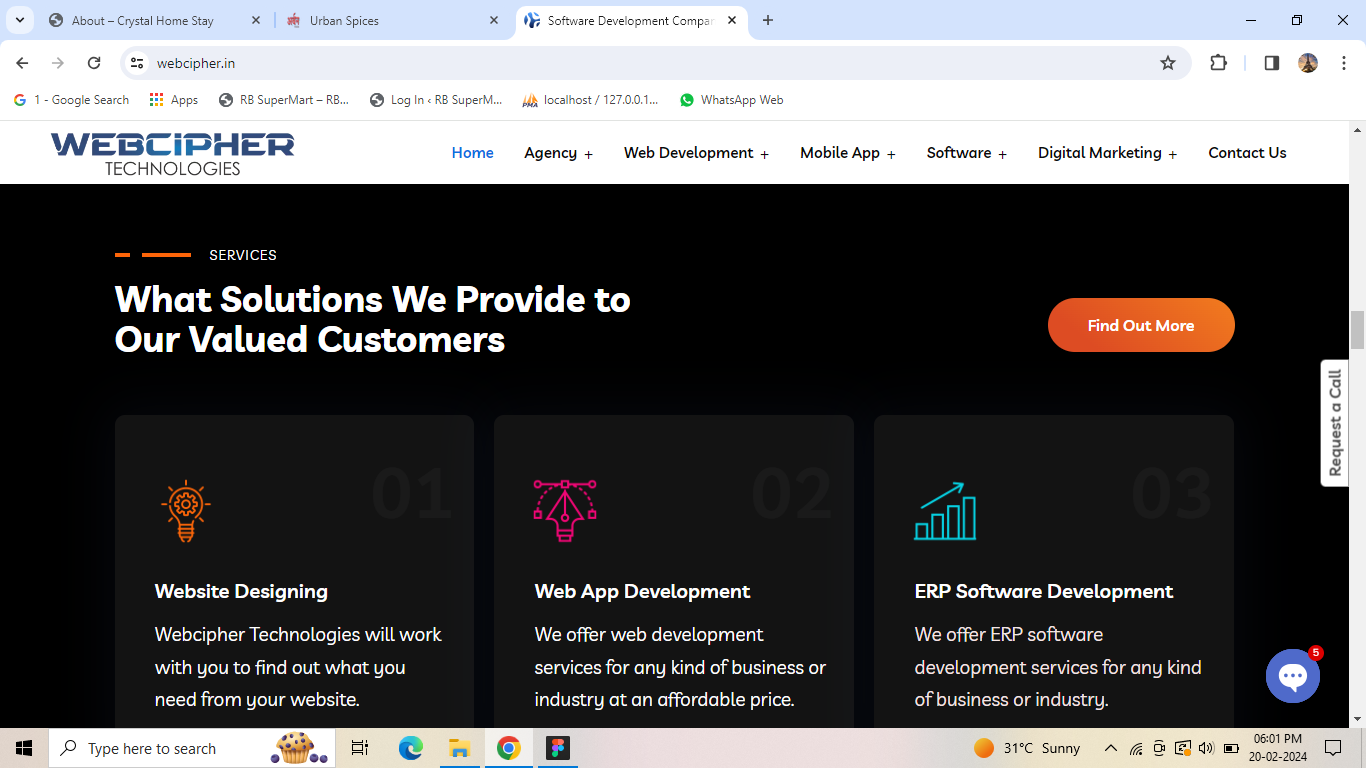 About – Crystal Home Stay
Urban Spices
Software Development Compan
webcipher.in
1 - Google Search
Apps
RB SuperMart – RB...
Log In ‹ RB SuperM...
PMA
localhost / 127.0.0.1...
WhatsApp Web
WEBCIPHER
TECHNOLOGIES
Home
Agency +
Web Development +
Mobile App +
Software +
Digital Marketing +
Contact Us
SERVICES
What Solutions We Provide to
Our Valued Customers
Find Out More
Request a Call
01
Website Designing
Webcipher Technologies will work
with you to find out what you
need from your website.
02
Web App Development
We offer web development
services for any kind of business or
industry at an affordable price.
03
ERP Software Development
We offer ERP software
development services for any kind
of business or industry.
5
Type here to search
31°C Sunny
06:01 PM
20-02-2024